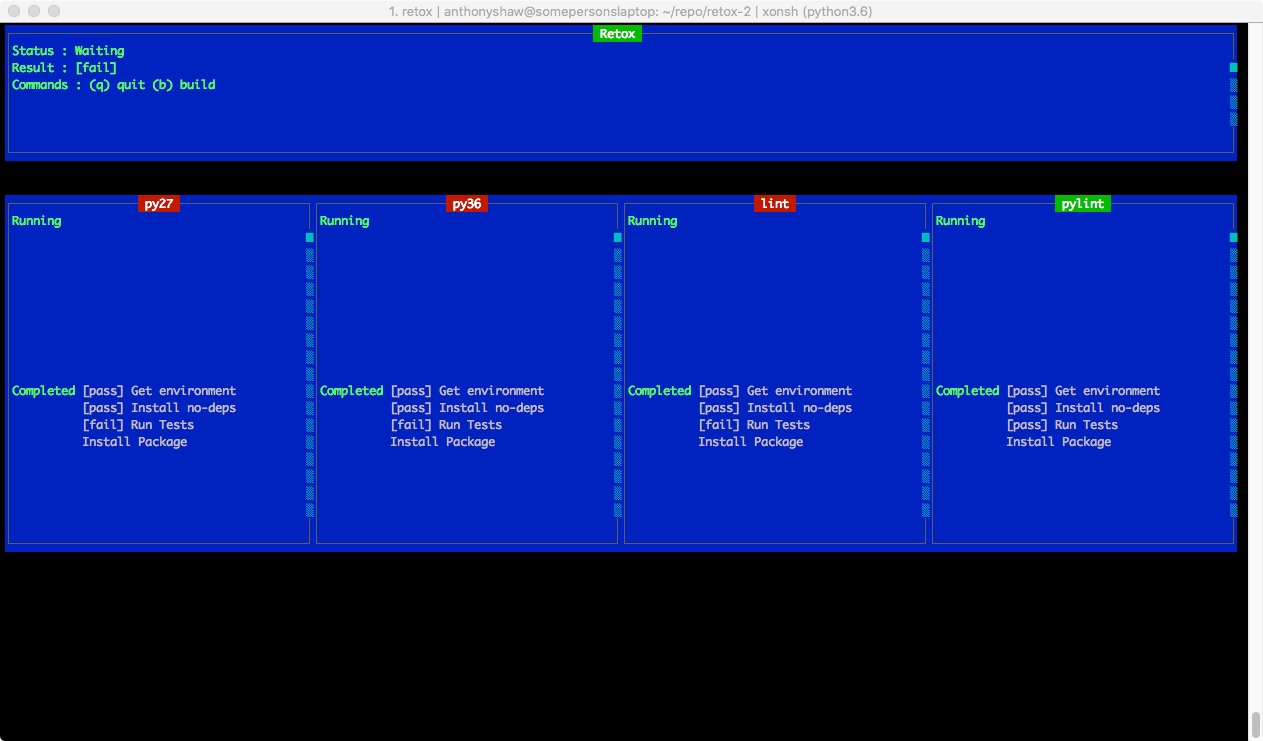 1. retox | anthonyshaw@somepersonslaptop: ~/repo/retox-2 | xonsh (python3.6)
Retox
Status : Waiting
Result : [fail]
Commands : (q) quit (b) build
py27
Running
Completed [pass] Get environment
[pass] Install no-deps
[fail] Run Tests
Install Package
py36
Running
Completed [pass] Get environment
[pass] Install no-deps
[fail] Run Tests
Install Package
lint
Running
Completed [pass] Get environment
[pass] Install no-deps
[fail] Run Tests
Install Package
pylint
Running
Completed [pass] Get environment
[pass] Install no-deps
[pass] Run Tests
Install Package